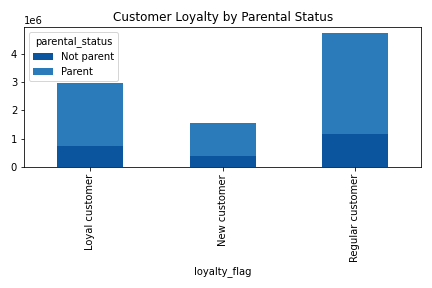 Customer Loyalty by Parental Status
1e6
parental_status
Not parent
Parent
4
3
2
1
0
Loyal customer
New customer
Regular customer
loyalty_flag